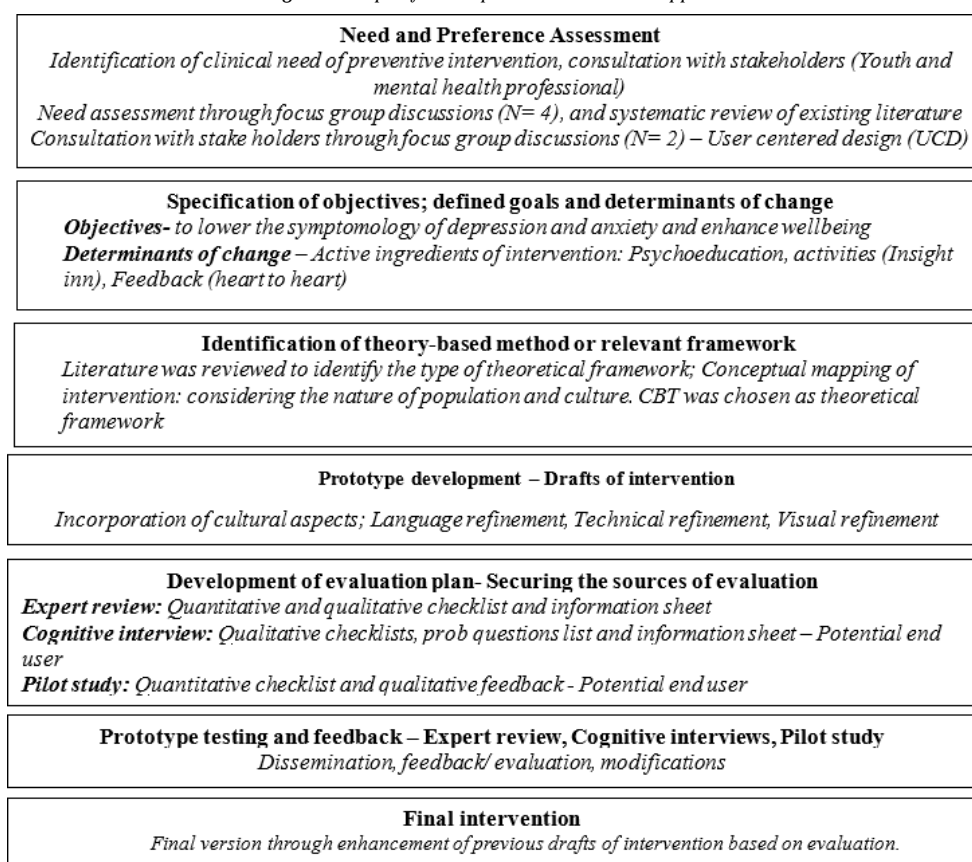 Need and Preference Assessment
Identification of clinical need of preventive intervention, consultation with stakeholders (Youth and
mental health professional)
Need assessment through focus group discussions (N= 4), and systematic review of existing literature
Consultation with stake holders through focus group discussions (N= 2) – User centered design (UCD)
Specification of objectives; defined goals and determinants of change
Objectives- to lower the symptomology of depression and anxiety and enhance wellbeing
Determinants of change – Active ingredients of intervention: Psychoeducation, activities (Insight
inn), Feedback (heart to heart)
Identification of theory-based method or relevant framework
Literature was reviewed to identify the type of theoretical framework; Conceptual mapping of
intervention: considering the nature of population and culture. CBT was chosen as theoretical
framework
Prototype development – Drafts of intervention
Incorporation of cultural aspects; Language refinement, Technical refinement, Visual refinement
Development of evaluation plan- Securing the sources of evaluation
Expert review: Quantitative and qualitative checklist and information sheet
Cognitive interview: Qualitative checklists, prob questions list and information sheet – Potential end
user
Pilot study: Quantitative checklist and qualitative feedback - Potential end user
Prototype testing and feedback – Expert review, Cognitive interviews, Pilot study
Dissemination, feedback/ evaluation, modifications
Final intervention
Final version through enhancement of previous drafts of intervention based on evaluation.